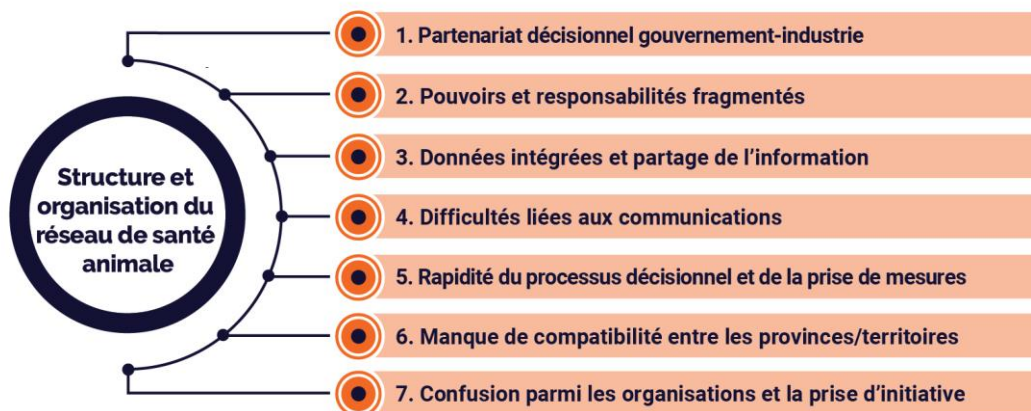 Structure et
organisation du
réseau de santé
animale
1. Partenariat décisionnel gouvernement-industrie
2. Pouvoirs et responsabilités fragmentés
3. Données intégrées et partage de l’information
4. Difficultés liées aux communications
5. Rapidité du processus décisionnel et de la prise de mesures
6. Manque de compatibilité entre les provinces/territoires
7. Confusion parmi les organisations et la prise d’initiative